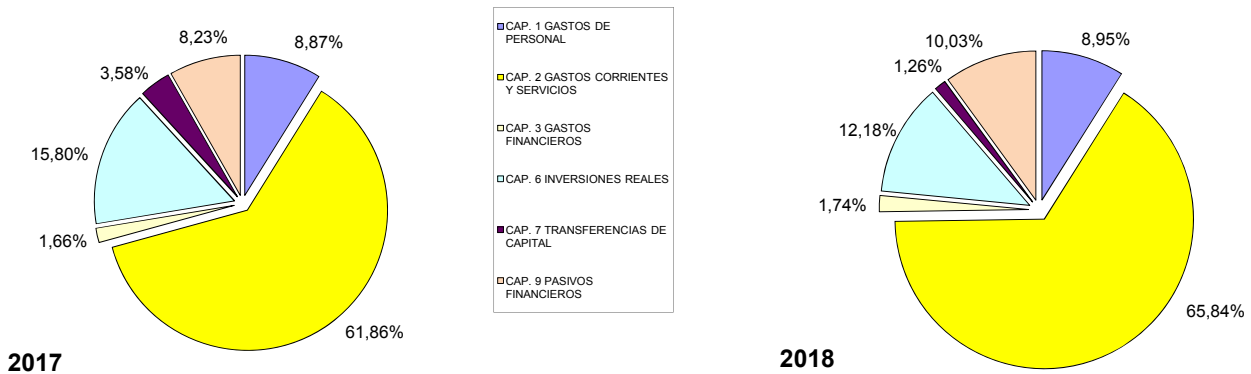 8,23%
8,87%
3,58%
15,80%
1,66%
61,86%
2017
CAP. 1 GASTOS DE
PERSONAL
CAP. 2 GASTOS CORRIENTES
Y SERVICIOS
CAP. 3 GASTOS
FINANCIEROS
CAP. 6 INVERSIONES REALES
CAP. 7 TRANSFERENCIAS DE
CAPITAL
CAP. 9 PASIVOS
FINANCIEROS
10,03%
8,95%
1,26%
12,18%
1,74%
65,84%
2018